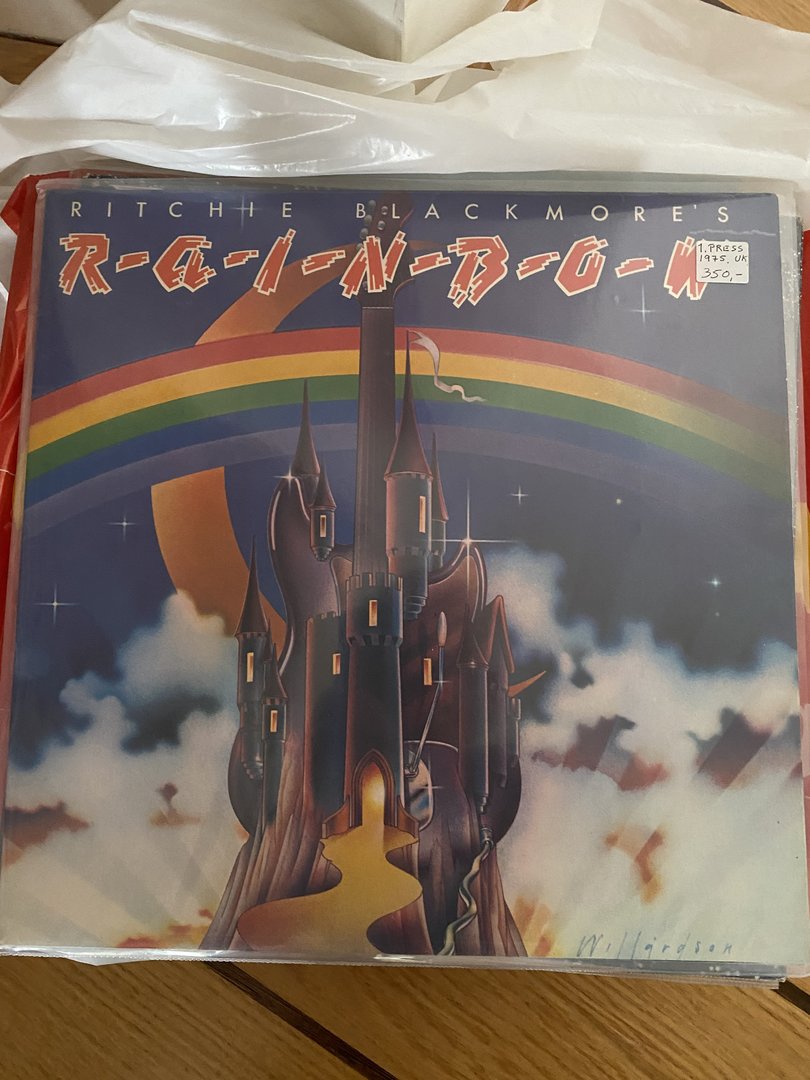 RITCHIE BLACKMORE'S
R-A-I-N-B-O-W
1. PRESS
1975, UK
350,-
Willardson